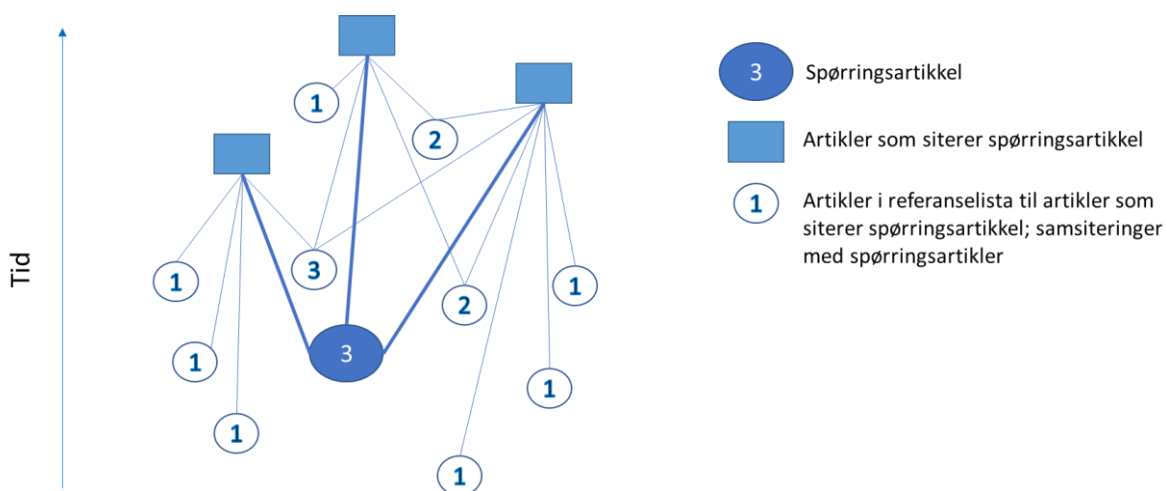 Tid
1
2
3
1
3
2
1
1
3
1
1
1
3 Spørringsartikkel
Artikler som siterer spørringsartikkel
1 Artikler i referanselista til artikler som
siterer spørringsartikkel; samsiteringer
med spørringsartikler